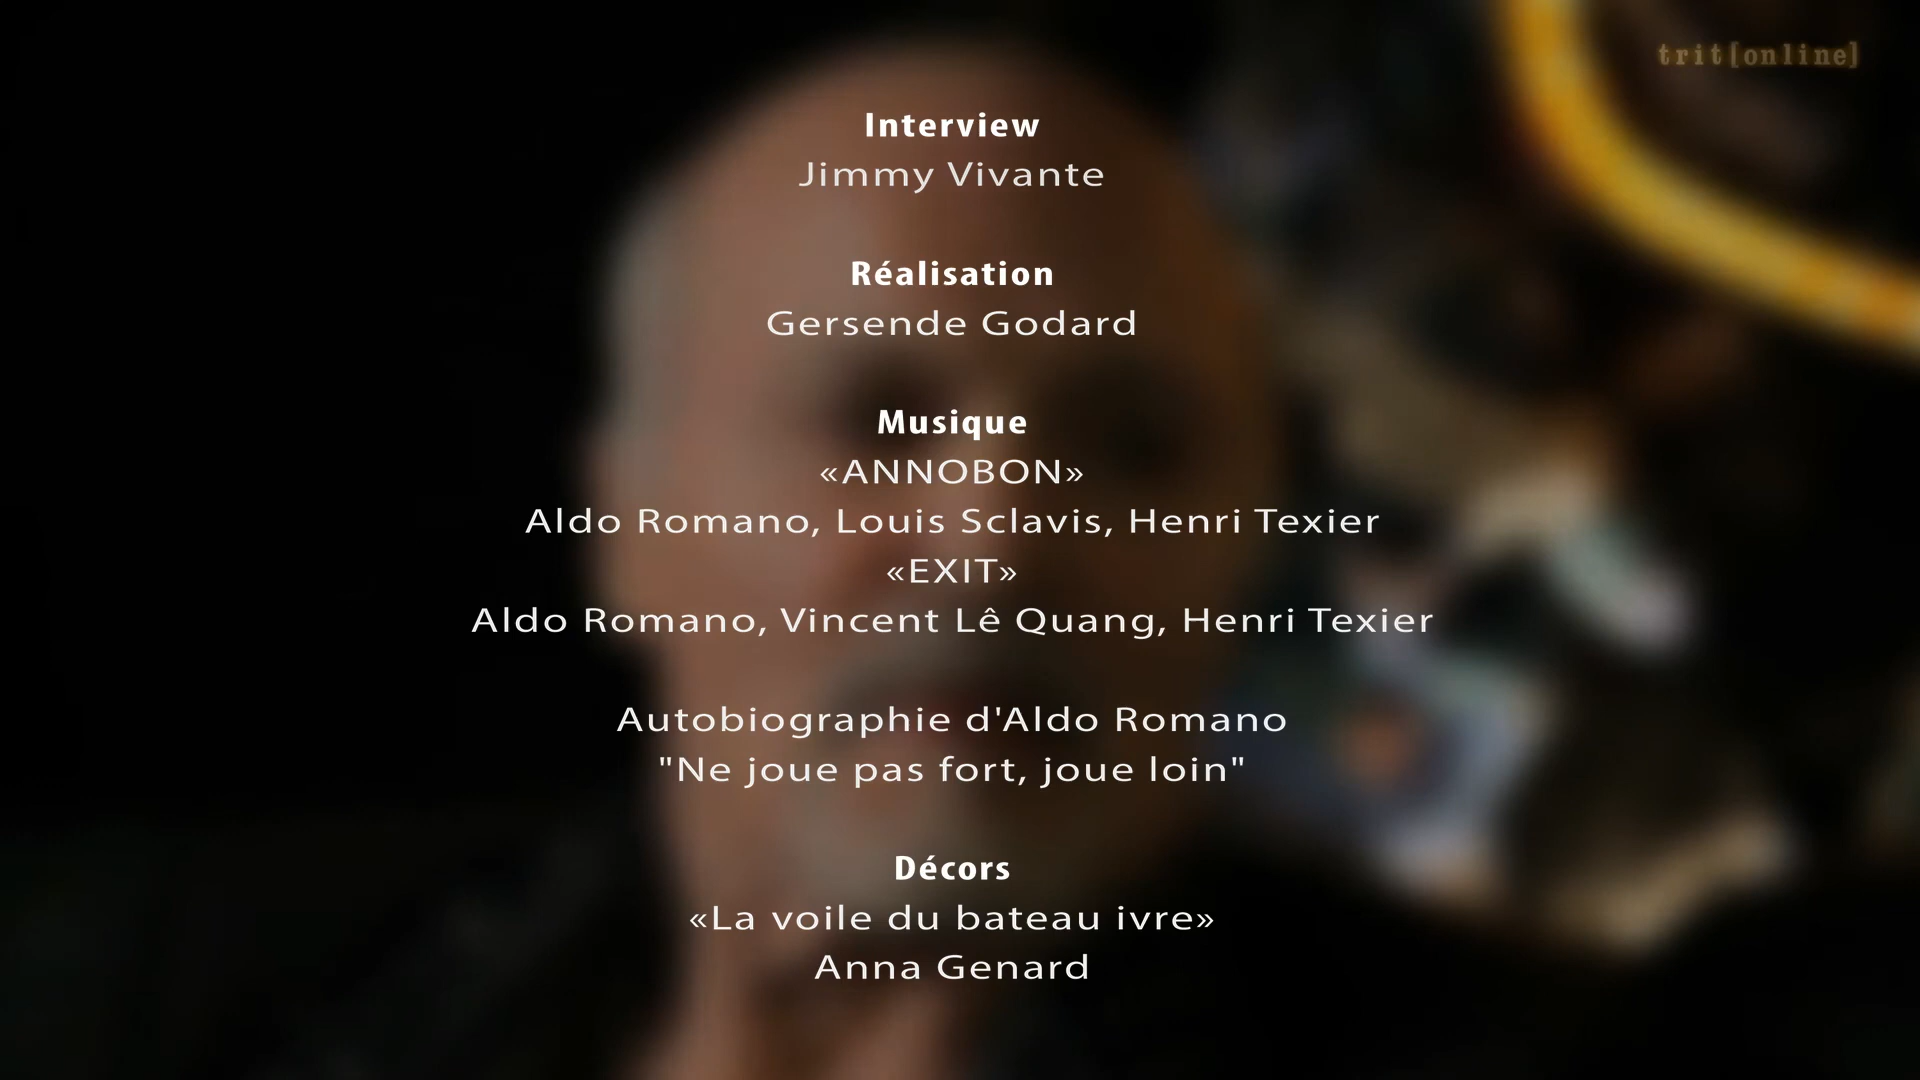 trit[online]
Interview
Jimmy Vivante
Réalisation
Gersende Godard
Musique
«ANNOBON»
Aldo Romano, Louis Sclavis, Henri Texier
«EXIT»
Aldo Romano, Vincent Lê Quang, Henri Texier
Autobiographie d'Aldo Romano
"Ne joue pas fort, joue loin"
Décors
«La voile du bateau ivre»
Anna Genard